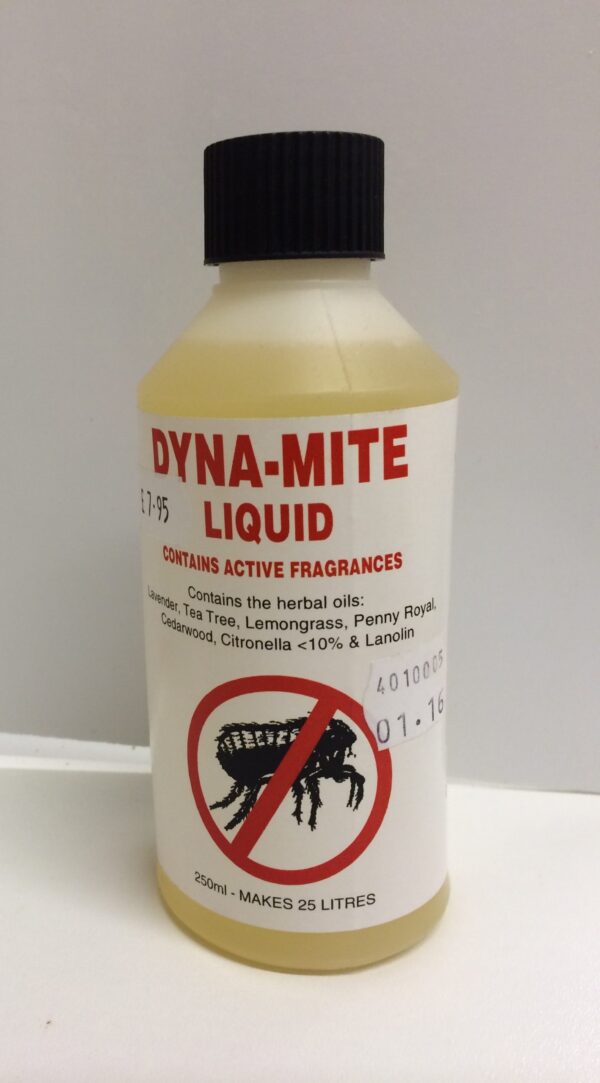 DYNA-MITE
£ 7.95
LIQUID
CONTAINS ACTIVE FRAGRANCES
Contains the herbal oils:
Lavender, Tea Tree, Lemongrass, Penny Royal,
Cedarwood, Citronella <10% & Lanolin
4010005
01.16
250ml - MAKES 25 LITRES